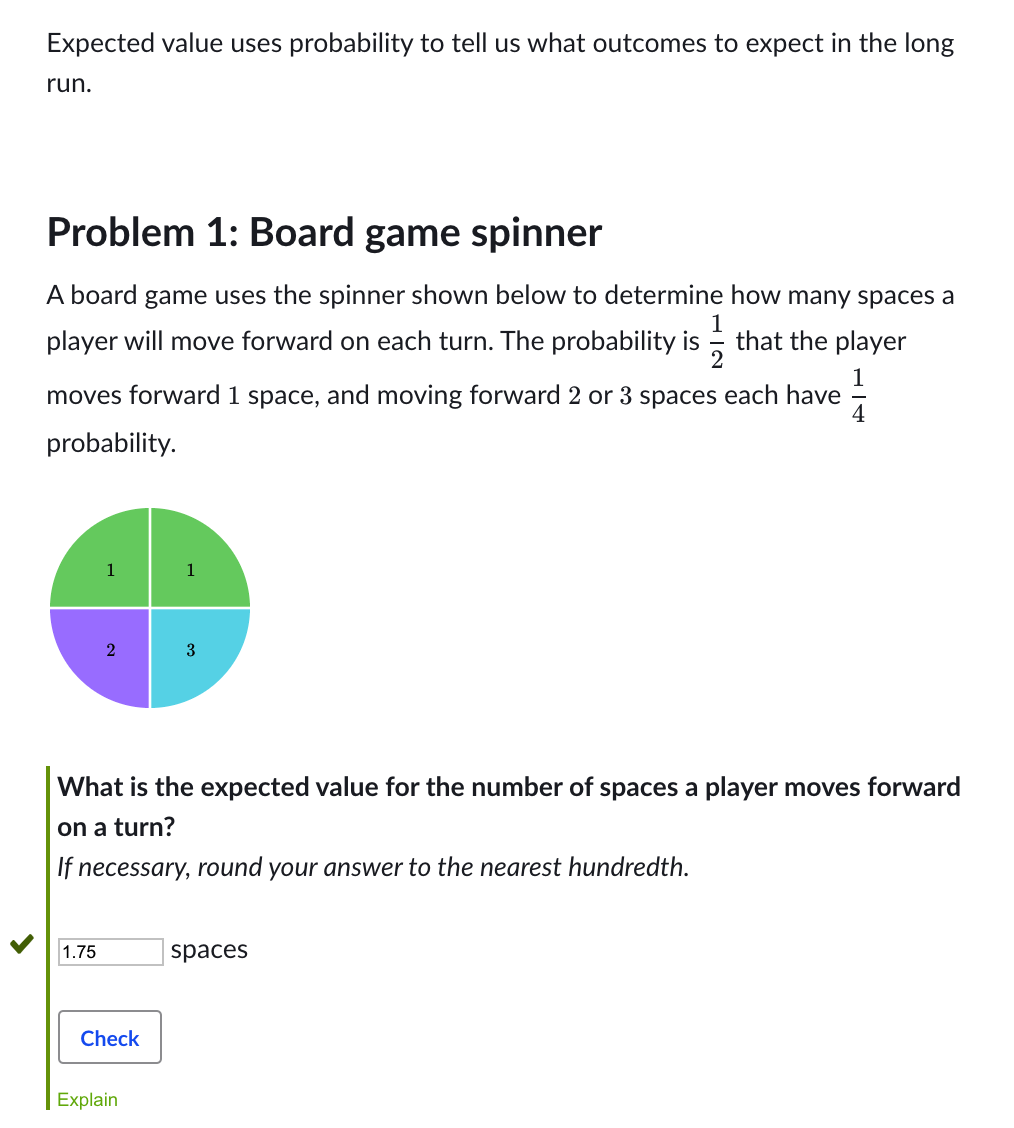 Expected value uses probability to tell us what outcomes to expect in the long
run.
Problem 1: Board game spinner
A board game uses the spinner shown below to determine how many spaces a
player will move forward on each turn. The probability is 1/2 that the player
moves forward 1 space, and moving forward 2 or 3 spaces each have 1/4
probability.
1 1
2 3
What is the expected value for the number of spaces a player moves forward
on a turn?
If necessary, round your answer to the nearest hundredth.
1.75 spaces
Check
Explain